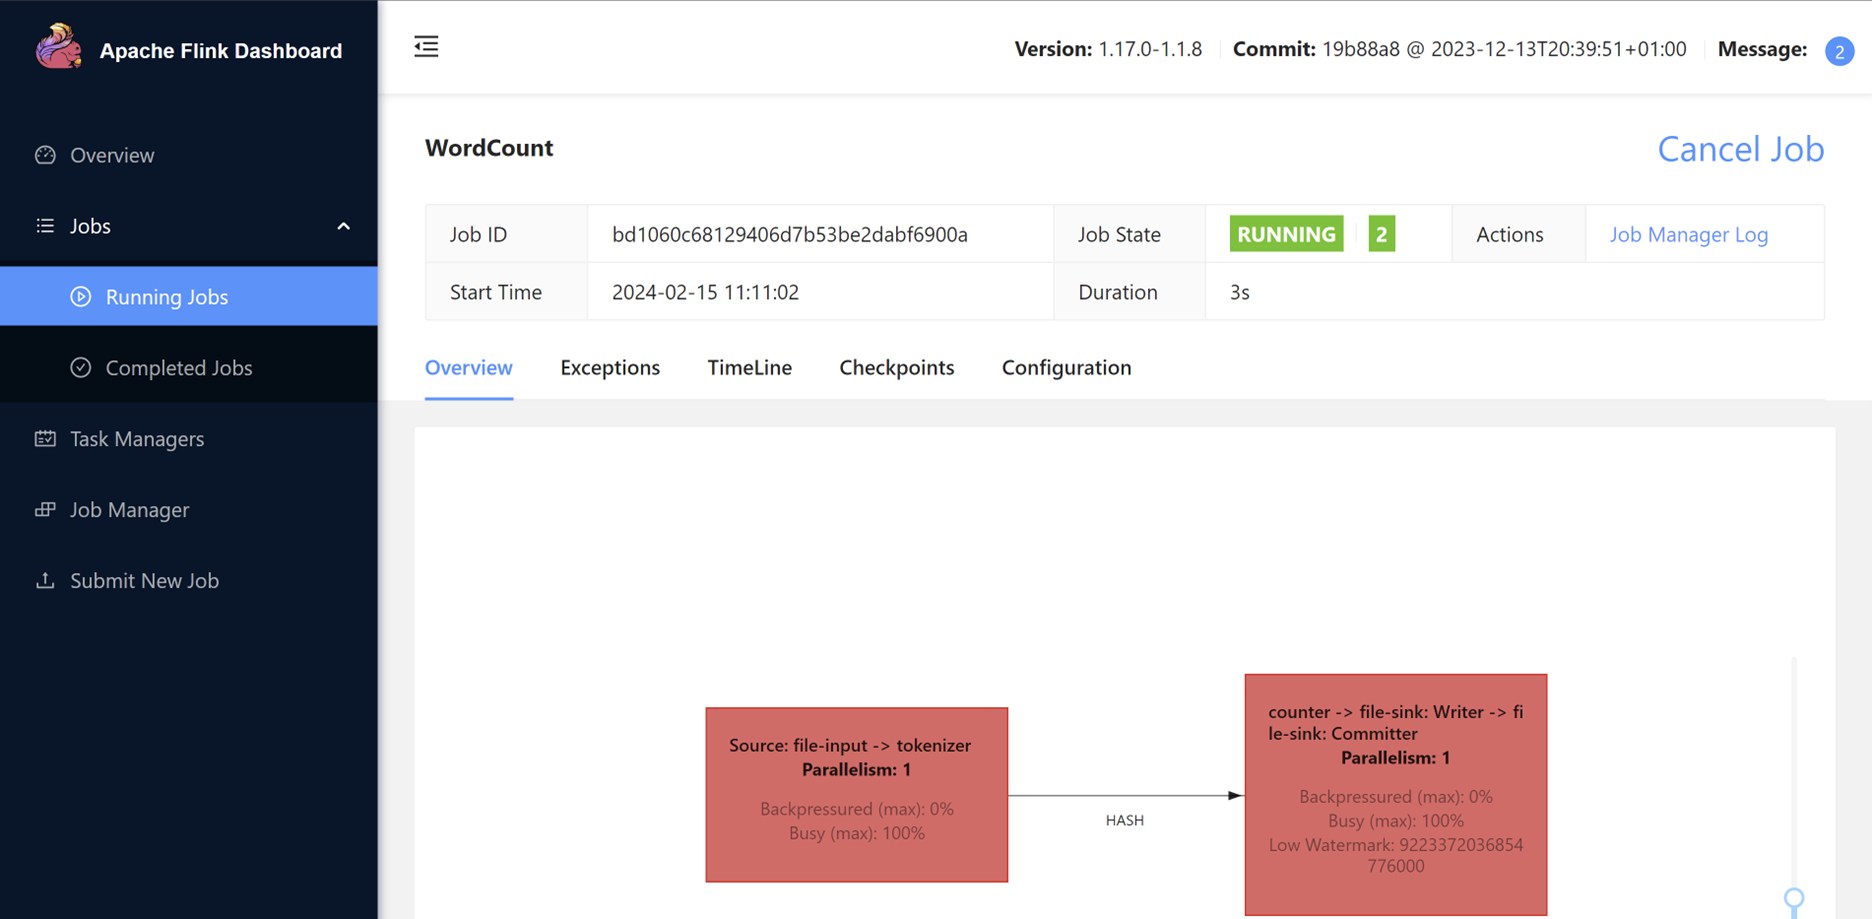 Apache Flink Dashboard
Version: 1.17.0-1.1.8 Commit: 19b88a8 @ 2023-12-13T20:39:51+01:00 Message: 2
Overview
Jobs
Running Jobs
Completed Jobs
Task Managers
Job Manager
Submit New Job
WordCount
Cancel Job
Job ID bd1060c68129406d7b53be2dabf6900a Job State RUNNING 2 Actions Job Manager Log
Start Time 2024-02-15 11:11:02 Duration 3s
Overview Exceptions TimeLine Checkpoints Configuration
Source: file-input -> tokenizer
Parallelism: 1
Backpressured (max): 0%
Busy (max): 100%
HASH
counter -> file-sink: Writer -> fi
le-sink: Committer
Parallelism: 1
Backpressured (max): 0%
Busy (max): 100%
Low Watermark: 9223372036854
776000